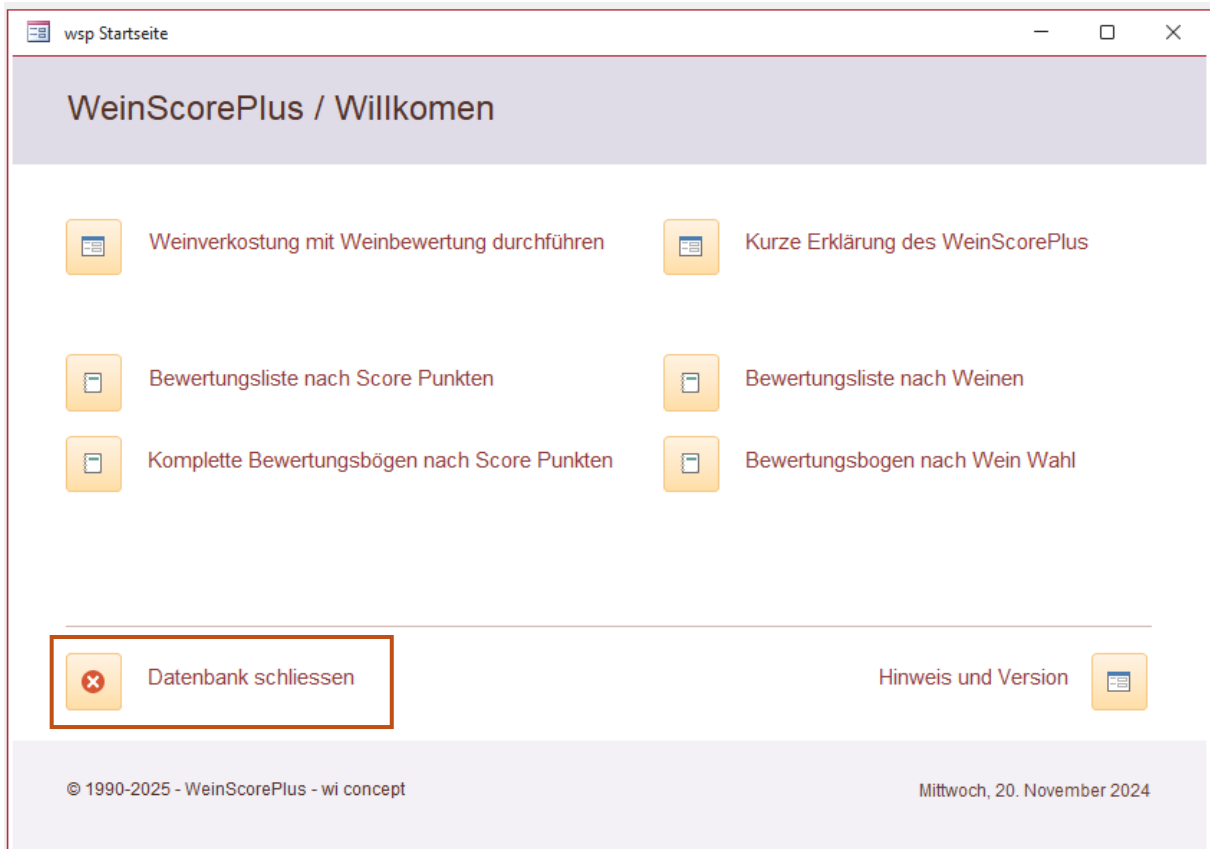 wsp Startseite
WeinScorePlus / Willkomen
Weinverkostung mit Weinbewertung durchführen
Kurze Erklärung des WeinScorePlus
Bewertungsliste nach Score Punkten
Bewertungsliste nach Weinen
Komplette Bewertungsbögen nach Score Punkten
Bewertungsbogen nach Wein Wahl
Datenbank schliessen
Hinweis und Version
© 1990-2025 - WeinScorePlus - wi concept
Mittwoch, 20. November 2024